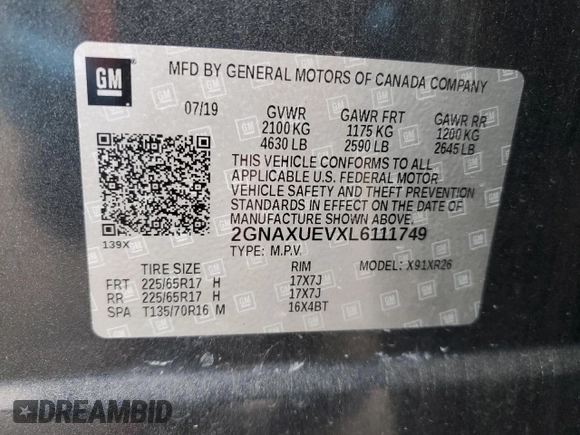 GM
MFD BY GENERAL MOTORS OF CANADA COMPANY
07/19 GVWR GAWR FRT GAWR RR
2100 KG 1175 KG 1200 KG
4630 LB 2590 LB 2645 LB
THIS VEHICLE CONFORMS TO ALL
APPLICABLE U.S. FEDERAL MOTOR
VEHICLE SAFETY AND THEFT PREVENTION
STANDARDS IN EFFECT ON THE DATE OF
MANUFACTURE SHOWN ABOVE.
2GNAXUEVXL6111749
139X
TYPE: M.P.V. MODEL: X91XR26
TIRE SIZE RIM
FRT 225/65R17 H 17X7J
RR 225/65R17 H 17X7J
SPA T135/70R16 M 16X4BT
DREAMBID